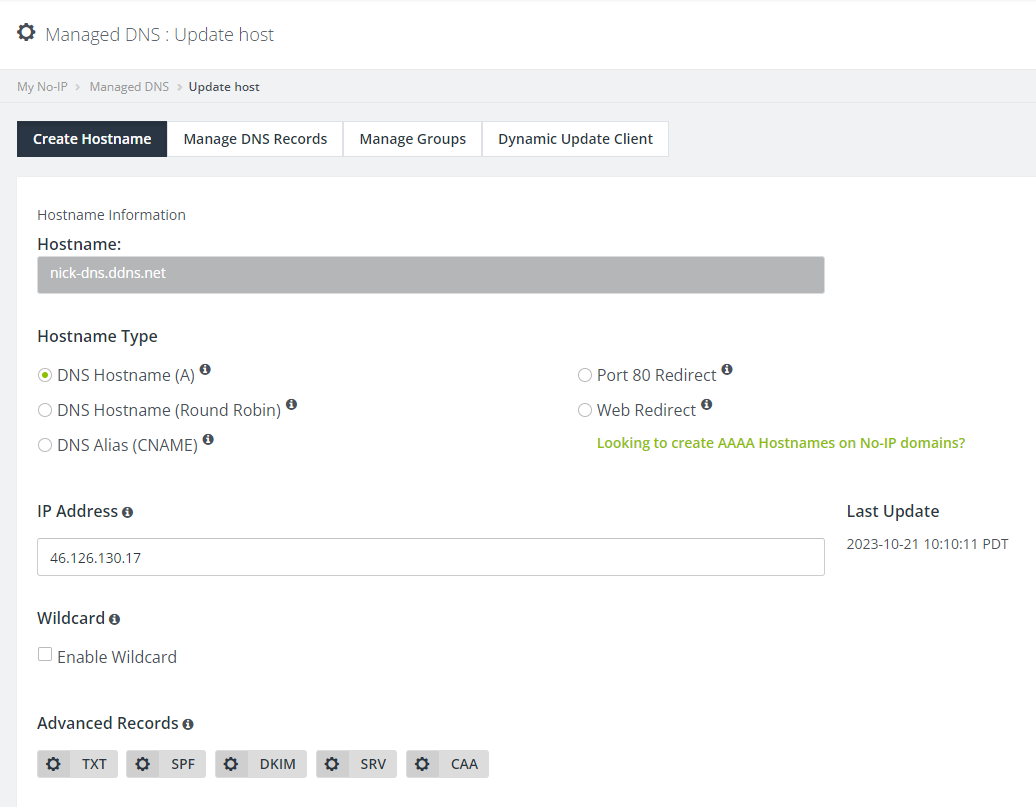 Managed DNS : Update host
My No-IP > Managed DNS > Update host
Create Hostname Manage DNS Records Manage Groups Dynamic Update Client
Hostname Information
Hostname:
nick-dns.ddns.net
Hostname Type
DNS Hostname (A) Port 80 Redirect
DNS Hostname (Round Robin) Web Redirect
DNS Alias (CNAME) Looking to create AAAA Hostnames on No-IP domains?
IP Address Last Update
46.126.130.17 2023-10-21 10:10:11 PDT
Wildcard
Enable Wildcard
Advanced Records
TXT SPF DKIM SRV CAA